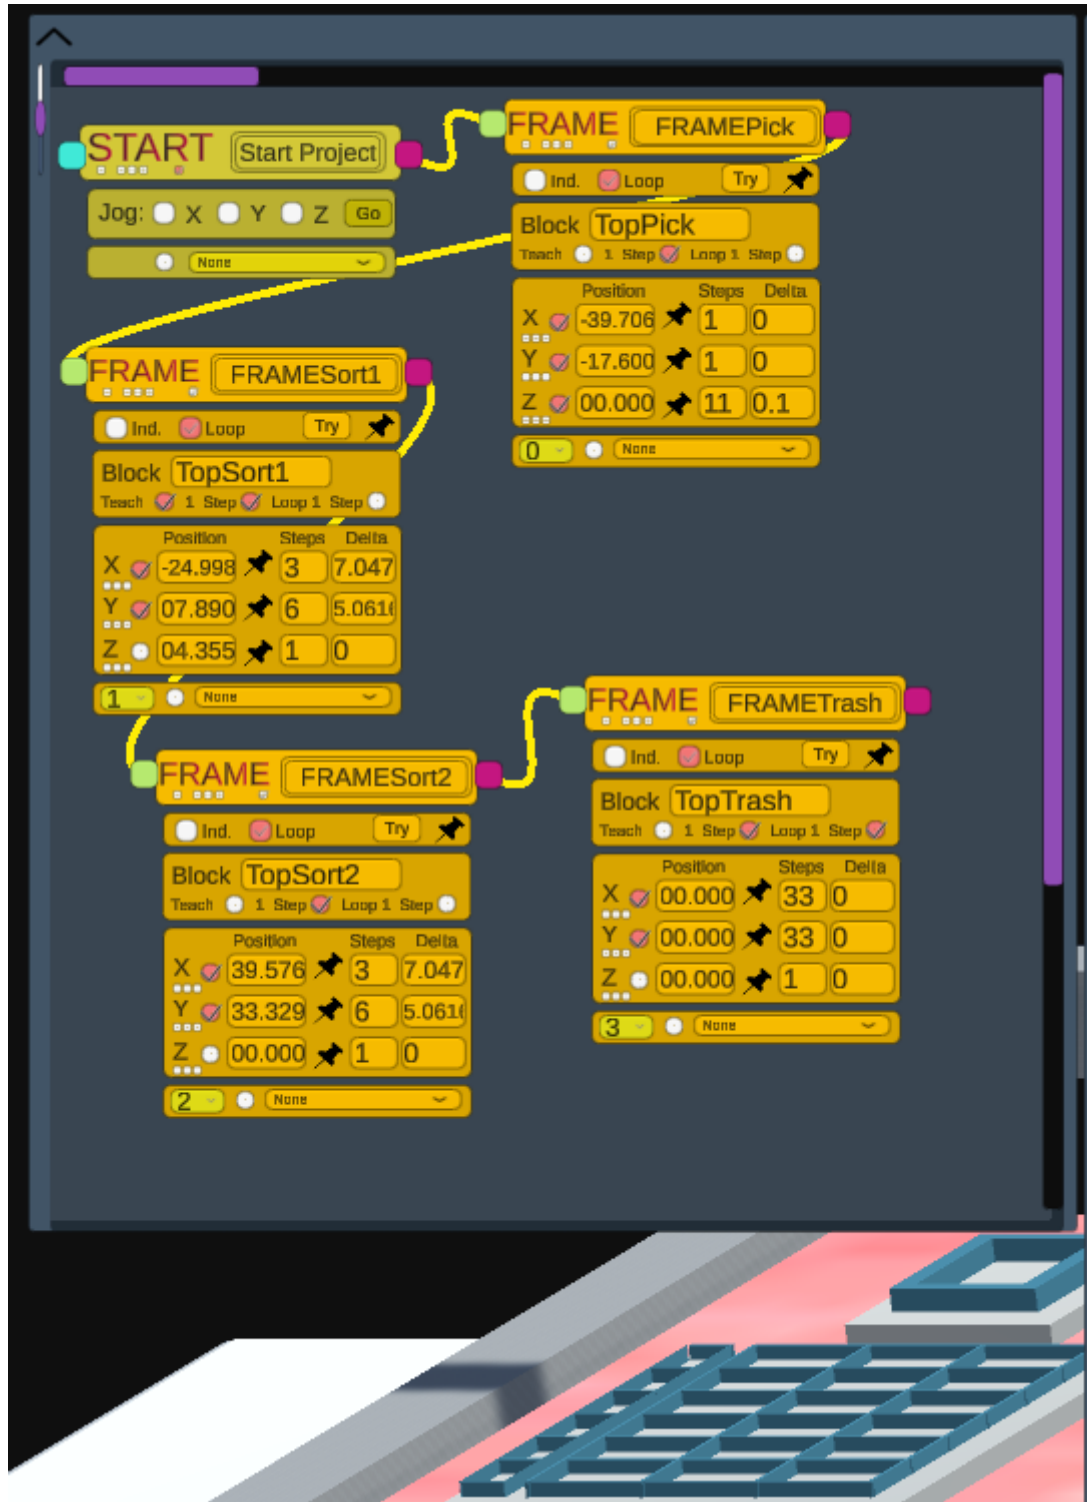 START Start Project
Jog: X Y Z Go
None
FRAME FRAMEPick
Ind. Loop Try
Block TopPick
Teach 1 Step Loop 1 Step
Position Steps Delta
X -39.706 1 0
Y -17.600 1 0
Z 00.000 11 0.1
0 None
FRAME FRAMESort1
Ind. Loop Try
Block TopSort1
Teach 1 Step Loop 1 Step
Position Steps Delta
X -24.998 3 7.047
Y 07.890 6 5.061
Z 04.355 1 0
1 None
FRAME FRAMESort2
Ind. Loop Try
Block TopSort2
Teach 1 Step Loop 1 Step
Position Steps Delta
X 39.576 3 7.047
Y 33.329 6 5.061
Z 00.000 1 0
2 None
FRAME FRAMETrash
Ind. Loop Try
Block TopTrash
Teach 1 Step Loop 1 Step
Position Steps Delta
X 00.000 33 0
Y 00.000 33 0
Z 00.000 1 0
3 None